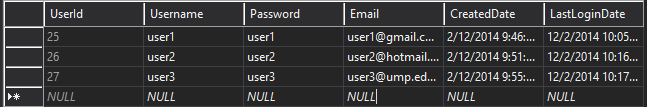 UserId Username Password Email CreatedDate LastLoginDate
25 user1 user1 user1@gmail.c... 2/12/2014 9:46:... 12/2/2014 10:05...
26 user2 user2 user2@hotmail.... 2/12/2014 9:51:... 12/2/2014 10:16...
27 user3 user3 user3@ump.ed... 2/12/2014 9:55:... 12/2/2014 10:17...
NULL NULL NULL NULL NULL NULL